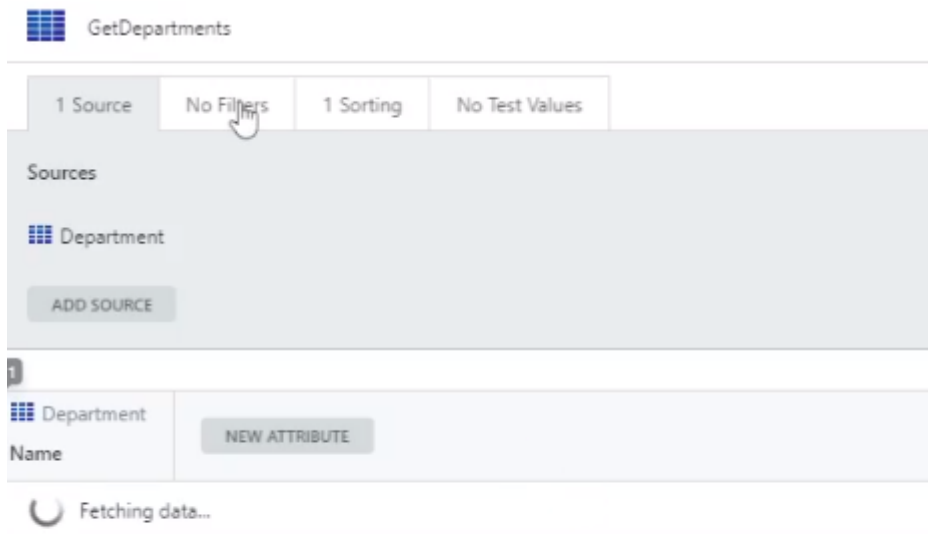 GetDepartments
1 Source No Filters 1 Sorting No Test Values
Sources
Department
ADD SOURCE
1
Department
Name
NEW ATTRIBUTE
Fetching data...